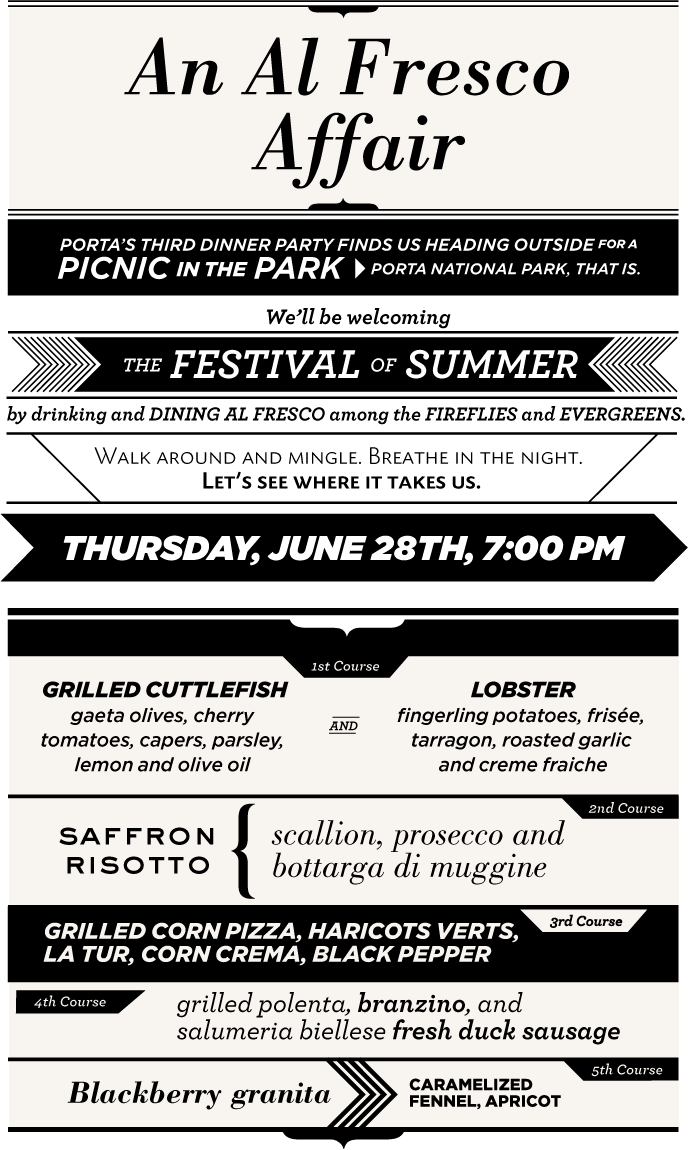 An Al Fresco
Affair
PORTA'S THIRD DINNER PARTY FINDS US HEADING OUTSIDE FOR A
PICNIC IN THE PARK PORTA NATIONAL PARK, THAT IS.
We'll be welcoming
THE FESTIVAL OF SUMMER
by drinking and DINING AL FRESCO among the FIREFLIES and EVERGREENS.
WALK AROUND AND MINGLE. BREATHE IN THE NIGHT.
LET'S SEE WHERE IT TAKES US.
THURSDAY, JUNE 28TH, 7:00 PM
1st Course
GRILLED CUTTLEFISH
gaeta olives, cherry
tomatoes, capers, parsley,
lemon and olive oil
AND
LOBSTER
fingerling potatoes, frisée,
tarragon, roasted garlic
and creme fraiche
2nd Course
SAFFRON
RISOTTO
scallion, prosecco and
bottarga di muggine
3rd Course
GRILLED CORN PIZZA, HARICOTS VERTS,
LA TUR, CORN CREMA, BLACK PEPPER
4th Course
grilled polenta, branzino, and
salumeria biellese fresh duck sausage
5th Course
Blackberry granita
CARAMELIZED
FENNEL, APRICOT